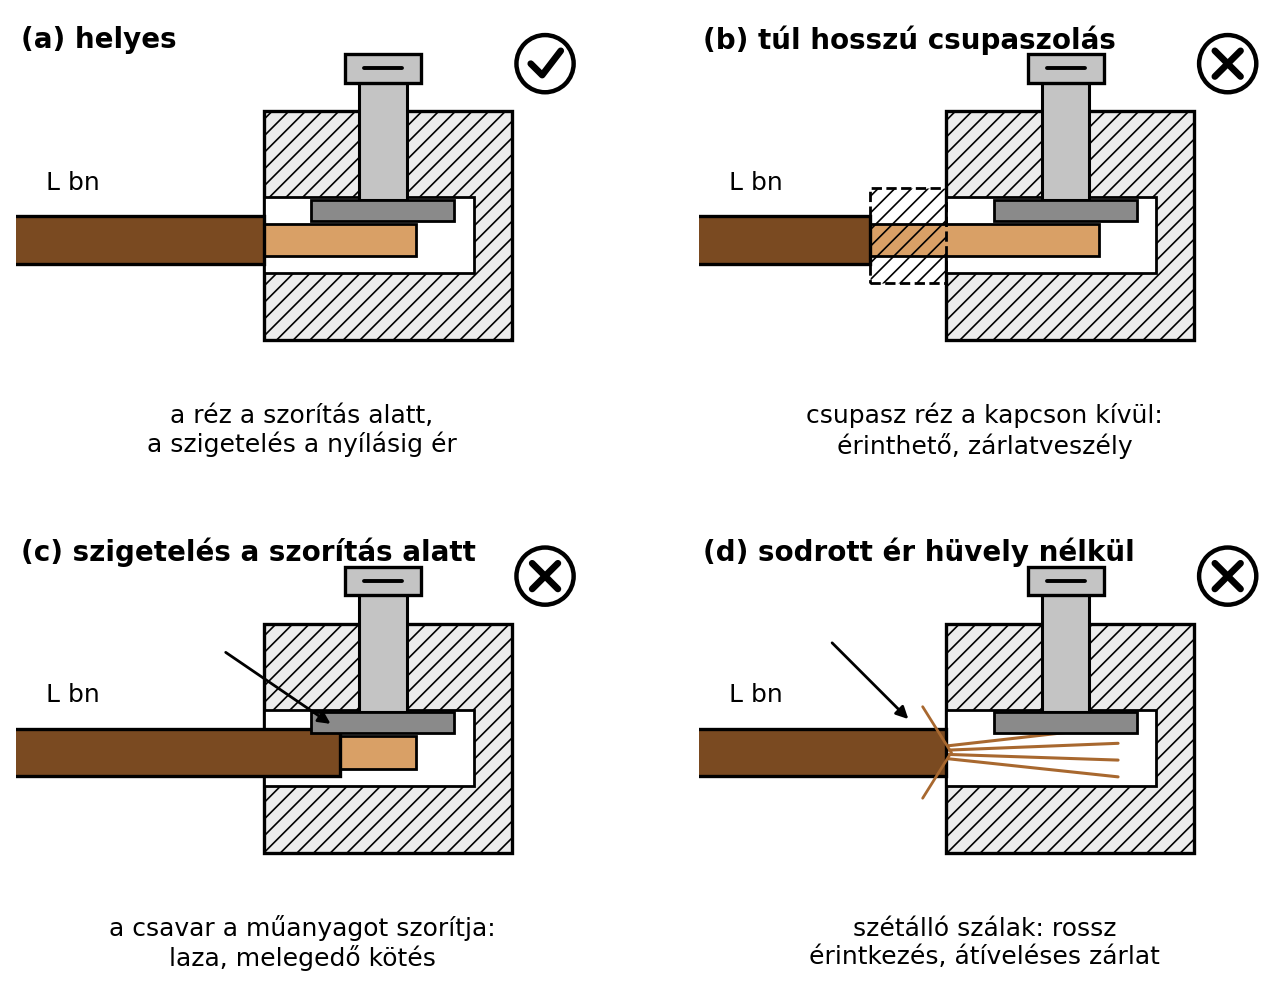 (a) helyes
L bn
a réz a szorítás alatt,
a szigetelés a nyílásig ér
(b) túl hosszú csupaszolás
L bn
csupasz réz a kapcson kívül:
érinthető, zárlatveszély
(c) szigetelés a szorítás alatt
L bn
a csavar a műanyagot szorítja:
laza, melegedő kötés
(d) sodrott ér hüvely nélkül
L bn
szétálló szálak: rossz
érintkezés, átíveléses zárlat